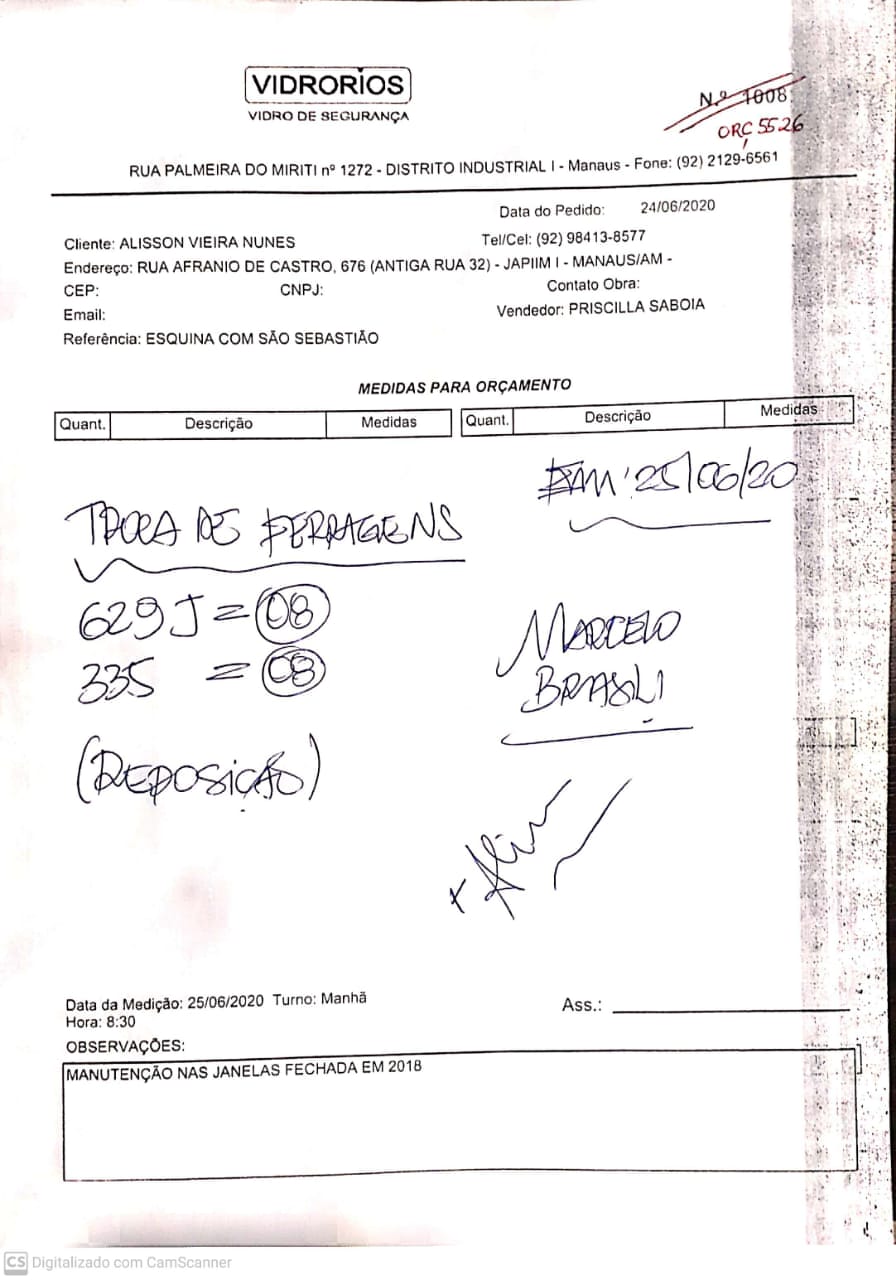 VIDRORIOS
VIDRO DE SEGURANÇA
N.º 1008
ORÇ 5526
RUA PALMEIRA DO MIRITI nº 1272 - DISTRITO INDUSTRIAL I - Manaus - Fone: (92) 2129-6561
Data do Pedido: 24/06/2020
Cliente: ALISSON VIEIRA NUNES
Tel/Cel: (92) 98413-8577
Endereço: RUA AFRANIO DE CASTRO, 676 (ANTIGA RUA 32) - JAPIIM I - MANAUS/AM -
CEP: CNPJ: Contato Obra:
Email: Vendedor: PRISCILLA SABOIA
Referência: ESQUINA COM SÃO SEBASTIÃO
MEDIDAS PARA ORÇAMENTO
Quant. Descrição Medidas Quant. Descrição Medidas
EM: 25/06/20
TROCA DE FERRAGENS
629 J = 08
335 = 08
(REPOSIÇÃO)
MARCELO
BRASILI
Data da Medição: 25/06/2020 Turno: Manhã
Hora: 8:30
Ass.:
OBSERVAÇÕES:
MANUTENÇÃO NAS JANELAS FECHADA EM 2018
CS Digitalizado com CamScanner